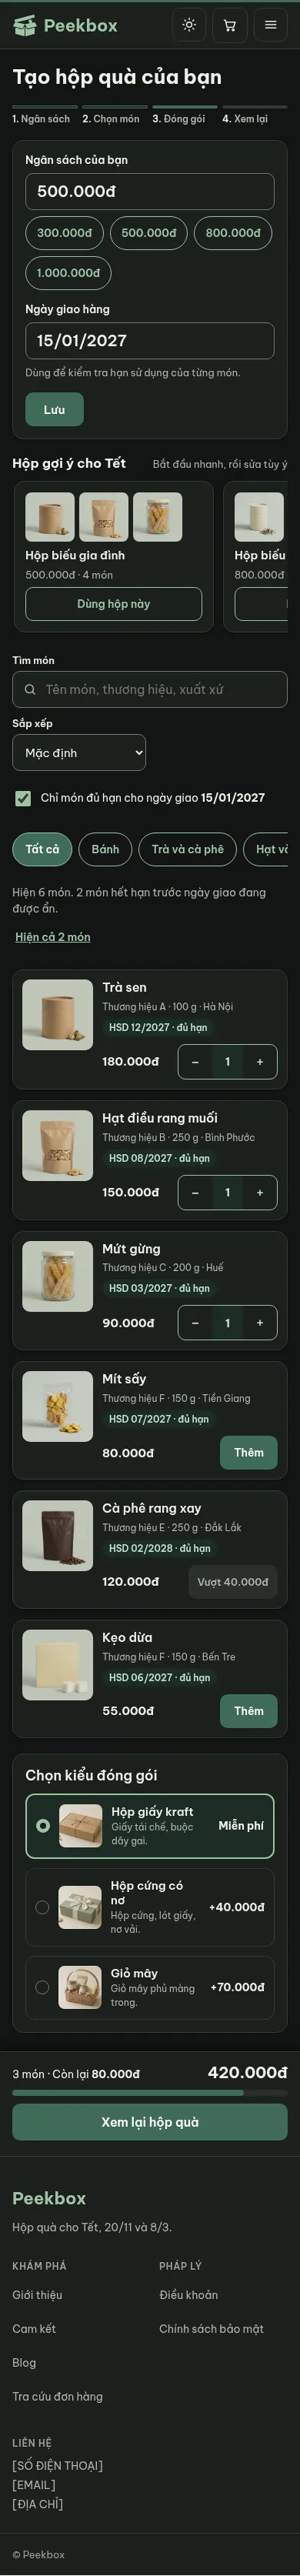 Peekbox
Tạo hộp quà của bạn
1. Ngân sách
2. Chọn món
3. Đóng gói
4. Xem lại
Ngân sách của bạn
500.000đ
300.000đ
500.000đ
800.000đ
1.000.000đ
Ngày giao hàng
15/01/2027
Dùng để kiểm tra hạn sử dụng của từng món.
Lưu
Hộp gợi ý cho Tết
Bắt đầu nhanh, rồi sửa tùy ý
Hộp biếu gia đình
500.000đ · 4 món
Dùng hộp này
Hộp biếu
800.000đ
Tìm món
Tên món, thương hiệu, xuất xứ
Sắp xếp
Mặc định
Chỉ món đủ hạn cho ngày giao 15/01/2027
Tất cả
Bánh
Trà và cà phê
Hạt và
Hiện 6 món. 2 món hết hạn trước ngày giao đang
được ẩn.
Hiện cả 2 món
Trà sen
Thương hiệu A · 100 g · Hà Nội
HSD 12/2027 · đủ hạn
180.000đ
− 1 +
Hạt điều rang muối
Thương hiệu B · 250 g · Bình Phước
HSD 08/2027 · đủ hạn
150.000đ
− 1 +
Mứt gừng
Thương hiệu C · 200 g · Huế
HSD 03/2027 · đủ hạn
90.000đ
− 1 +
Mít sấy
Thương hiệu F · 150 g · Tiền Giang
HSD 07/2027 · đủ hạn
80.000đ
Thêm
Cà phê rang xay
Thương hiệu E · 250 g · Đắk Lắk
HSD 02/2028 · đủ hạn
120.000đ
Vượt 40.000đ
Kẹo dừa
Thương hiệu F · 150 g · Bến Tre
HSD 06/2027 · đủ hạn
55.000đ
Thêm
Chọn kiểu đóng gói
Hộp giấy kraft
Giấy tái chế, buộc
dây gai.
Miễn phí
Hộp cứng có
nơ
Hộp cứng, lót giấy,
nơ vải.
+40.000đ
Giỏ mây
Giỏ mây phủ màng
trong.
+70.000đ
3 món · Còn lại 80.000đ
420.000đ
Xem lại hộp quà
Peekbox
Hộp quà cho Tết, 20/11 và 8/3.
KHÁM PHÁ
Giới thiệu
Cam kết
Blog
Tra cứu đơn hàng
PHÁP LÝ
Điều khoản
Chính sách bảo mật
LIÊN HỆ
[SỐ ĐIỆN THOẠI]
[EMAIL]
[ĐỊA CHỈ]
© Peekbox